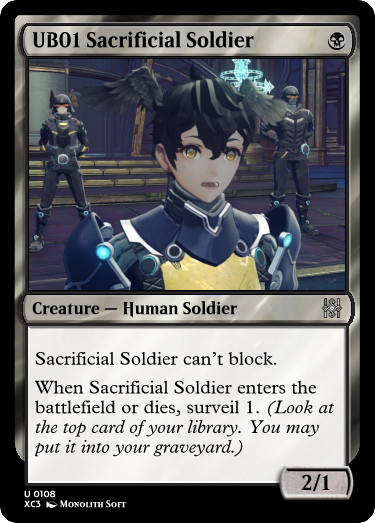 UB01 Sacrificial Soldier
Creature — Human Soldier
Sacrificial Soldier can't block.
When Sacrificial Soldier enters the
battlefield or dies, surveil 1. (Look at
the top card of your library. You may
put it into your graveyard.)
2/1
U 0108
XC3 Monolith Soft